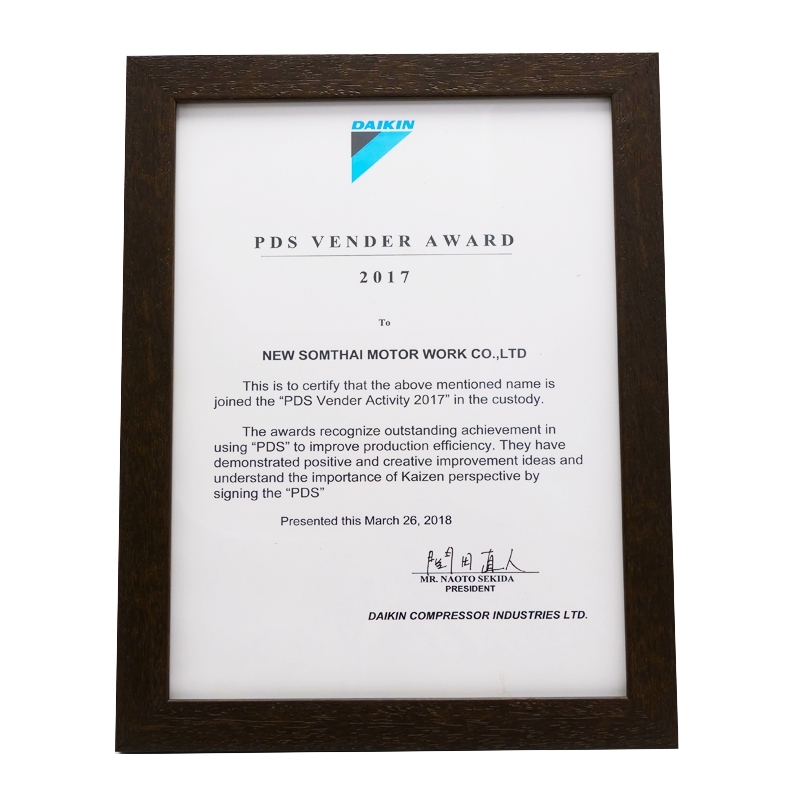 DAIKIN
PDS VENDER AWARD
2017
To
NEW SOMTHAI MOTOR WORK CO.,LTD
This is to certify that the above mentioned name is
joined the “PDS Vender Activity 2017” in the custody.
The awards recognize outstanding achievement in
using “PDS” to improve production efficiency. They have
demonstrated positive and creative improvement ideas and
understand the importance of Kaizen perspective by
signing the “PDS”
Presented this March 26, 2018
関田直人
MR. NAOTO SEKIDA
PRESIDENT
DAIKIN COMPRESSOR INDUSTRIES LTD.